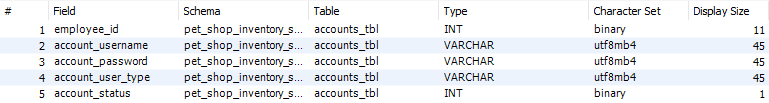 # Field Schema Table Type Character Set Display Size
1 employee_id pet_shop_inventory_s... accounts_tbl INT binary 11
2 account_username pet_shop_inventory_s... accounts_tbl VARCHAR utf8mb4 45
3 account_password pet_shop_inventory_s... accounts_tbl VARCHAR utf8mb4 45
4 account_user_type pet_shop_inventory_s... accounts_tbl VARCHAR utf8mb4 45
5 account_status pet_shop_inventory_s... accounts_tbl INT binary 1